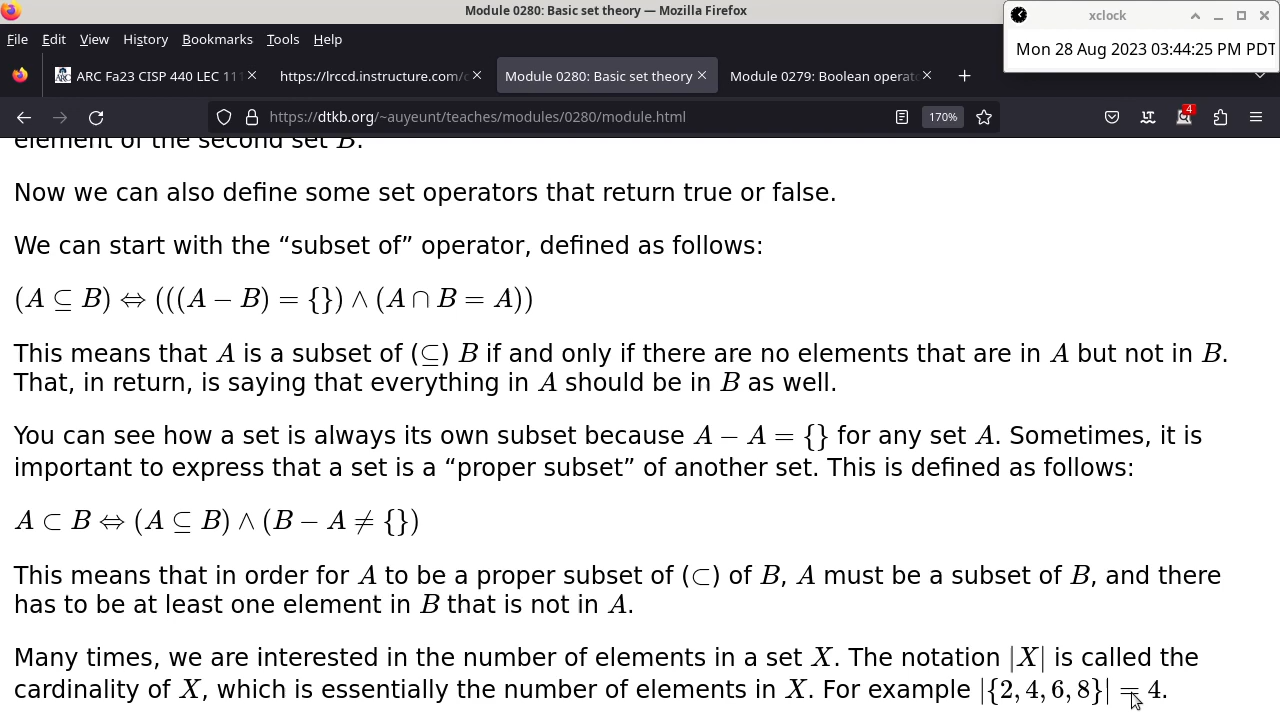 Module 0280: Basic set theory — Mozilla Firefox
xclock
Mon 28 Aug 2023 03:44:25 PM PDT
File Edit View History Bookmarks Tools Help
ARC Fa23 CISP 440 LEC 111
https://lrccd.instructure.com/c
Module 0280: Basic set theory
Module 0279: Boolean operat
https://dtkb.org/~auyeunt/teaches/modules/0280/module.html
170%
4
element of the second set B.
Now we can also define some set operators that return true or false.
We can start with the “subset of” operator, defined as follows:
(A ⊆ B) ⇔ (((A − B) = {}) ∧ (A ∩ B = A))
This means that A is a subset of (⊆) B if and only if there are no elements that are in A but not in B.
That, in return, is saying that everything in A should be in B as well.
You can see how a set is always its own subset because A − A = {} for any set A. Sometimes, it is
important to express that a set is a “proper subset” of another set. This is defined as follows:
A ⊂ B ⇔ (A ⊆ B) ∧ (B − A ≠ {})
This means that in order for A to be a proper subset of (⊂) of B, A must be a subset of B, and there
has to be at least one element in B that is not in A.
Many times, we are interested in the number of elements in a set X. The notation |X| is called the
cardinality of X, which is essentially the number of elements in X. For example |{2, 4, 6, 8}| = 4.